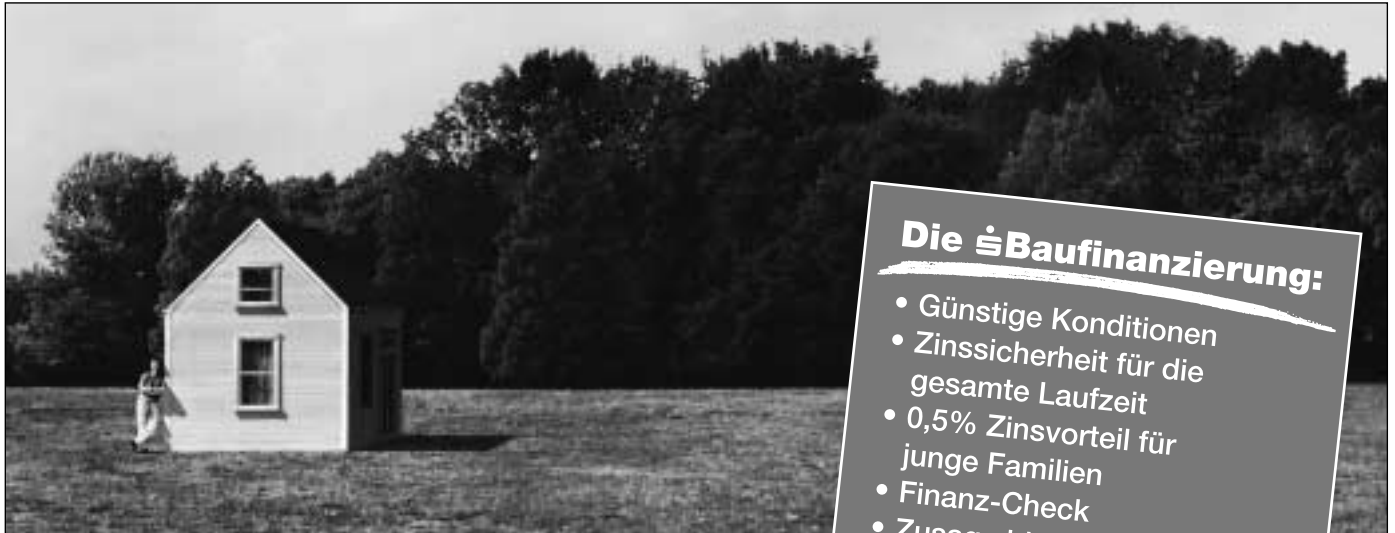 Die Baufinanzierung:
• Günstige Konditionen
• Zinssicherheit für die
gesamte Laufzeit
• 0,5% Zinsvorteil für
junge Familien
• Finanz-Check